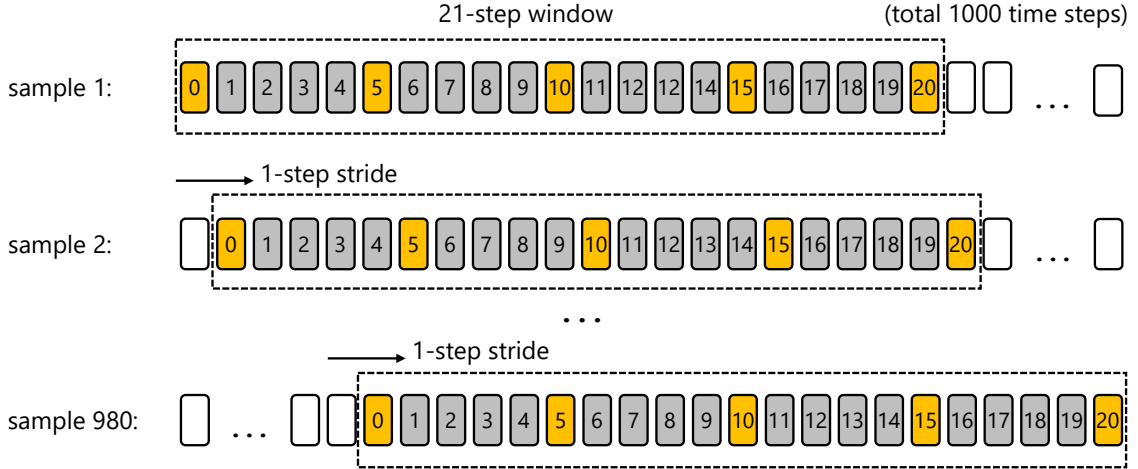 21-step window (total 1000 time steps)
sample 1: 0 1 2 3 4 5 6 7 8 9 10 11 12 12 14 15 16 17 18 19 20 ...
1-step stride
sample 2: 0 1 2 3 4 5 6 7 8 9 10 11 12 13 14 15 16 17 18 19 20 ...
...
1-step stride
sample 980: ... 0 1 2 3 4 5 6 7 8 9 10 11 12 13 14 15 16 17 18 19 20